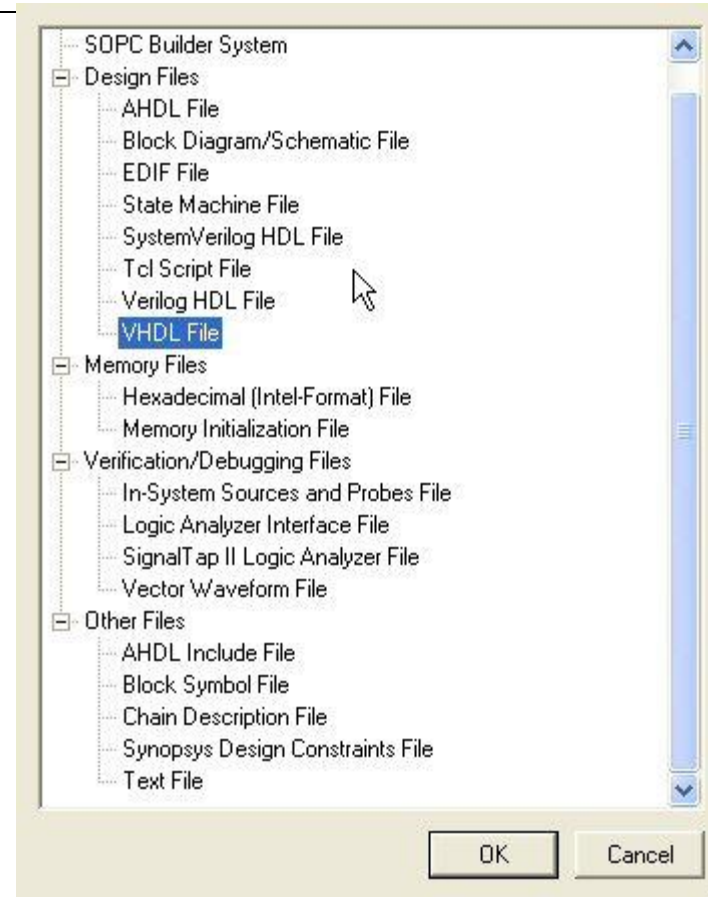 SOPC Builder System
Design Files
AHDL File
Block Diagram/Schematic File
EDIF File
State Machine File
SystemVerilog HDL File
Tcl Script File
Verilog HDL File
VHDL File
Memory Files
Hexadecimal (Intel-Format) File
Memory Initialization File
Verification/Debugging Files
In-System Sources and Probes File
Logic Analyzer Interface File
SignalTap II Logic Analyzer File
Vector Waveform File
Other Files
AHDL Include File
Block Symbol File
Chain Description File
Synopsys Design Constraints File
Text File
OK Cancel